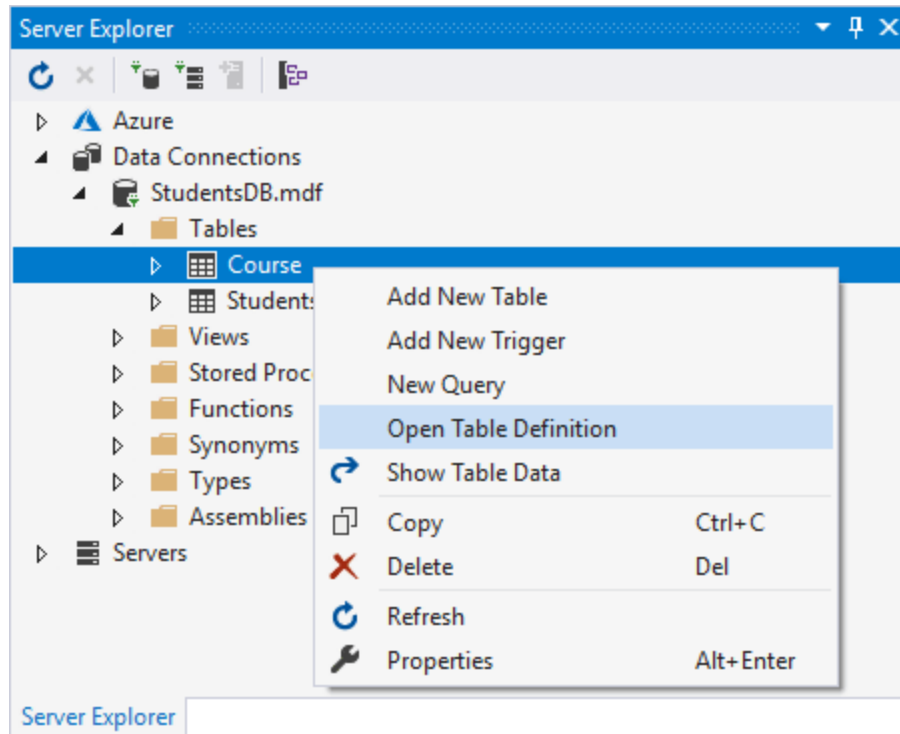 Server Explorer
Azure
Data Connections
StudentsDB.mdf
Tables
Course
Students
Views
Stored Proc
Functions
Synonyms
Types
Assemblies
Servers
Add New Table
Add New Trigger
New Query
Open Table Definition
Show Table Data
Copy Ctrl+C
Delete Del
Refresh
Properties Alt+Enter
Server Explorer